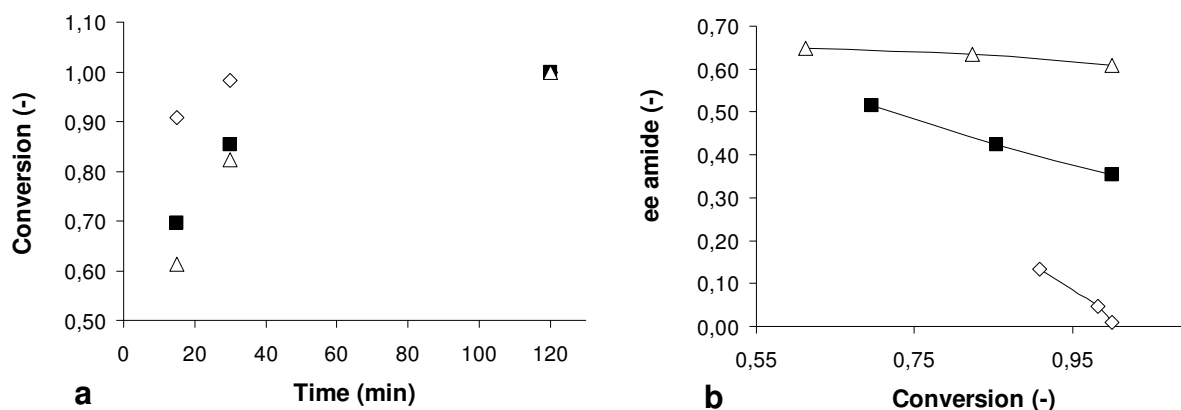 Conversion (-)
1,10
1,00
0,90
0,80
0,70
0,60
0,50
0 20 40 60 80 100 120
Time (min)
a
ee amide (-)
0,70
0,60
0,50
0,40
0,30
0,20
0,10
0,00
0,55 0,75 0,95
Conversion (-)
b